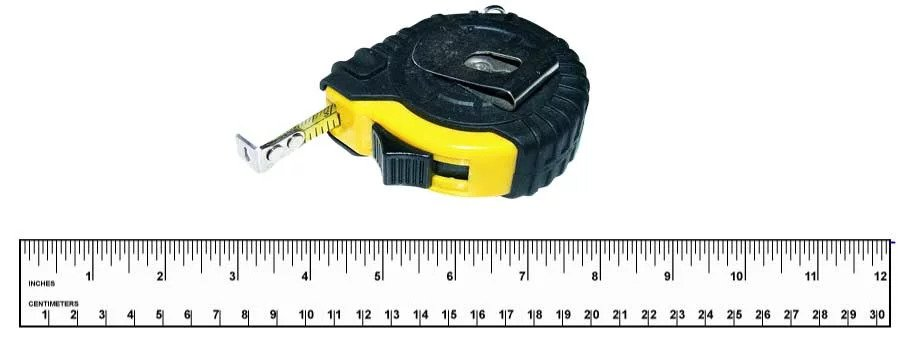 1 2 3 4 5 6 7 8 9 10 11 12
INCHES
CENTIMETERS
1 2 3 4 5 6 7 8 9 10 11 12 13 14 15 16 17 18 19 20 21 22 23 24 25 26 27 28 29 30